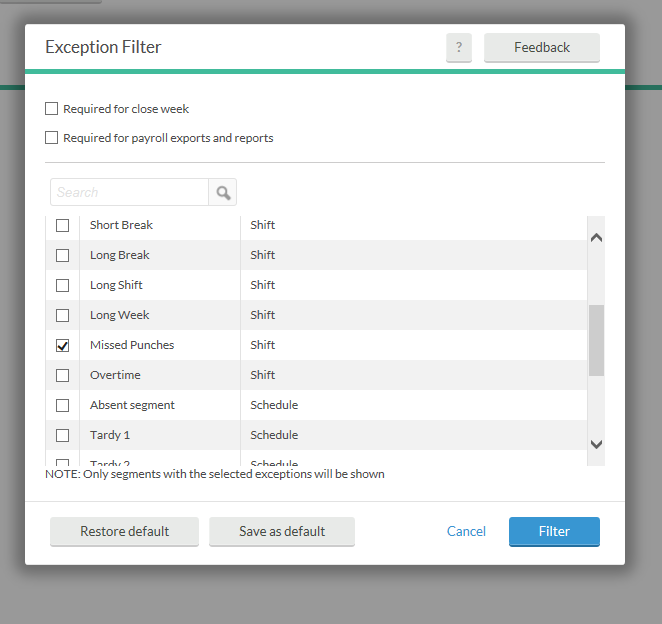 Exception Filter
?
Feedback
Required for close week
Required for payroll exports and reports
Search
Short Break Shift
Long Break Shift
Long Shift Shift
Long Week Shift
Missed Punches Shift
Overtime Shift
Absent segment Schedule
Tardy 1 Schedule
Tardy 2 Schedule
NOTE: Only segments with the selected exceptions will be shown
Restore default
Save as default
Cancel
Filter